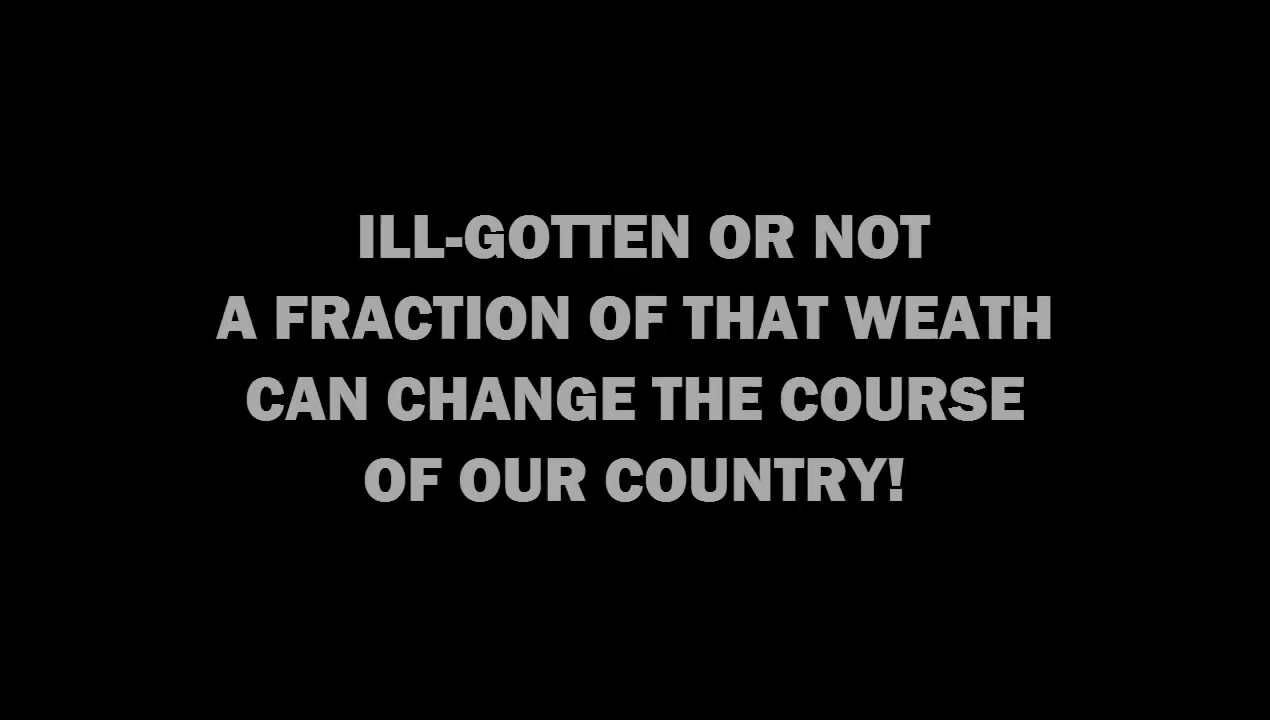 ILL-GOTTEN OR NOT
A FRACTION OF THAT WEATH
CAN CHANGE THE COURSE
OF OUR COUNTRY!